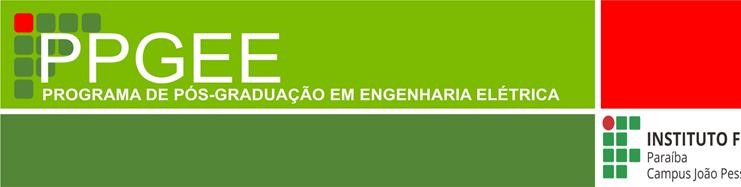 PPGEE
PROGRAMA DE PÓS-GRADUAÇÃO EM ENGENHARIA ELÉTRICA
INSTITUTO F
Paraíba
Campus João Pess